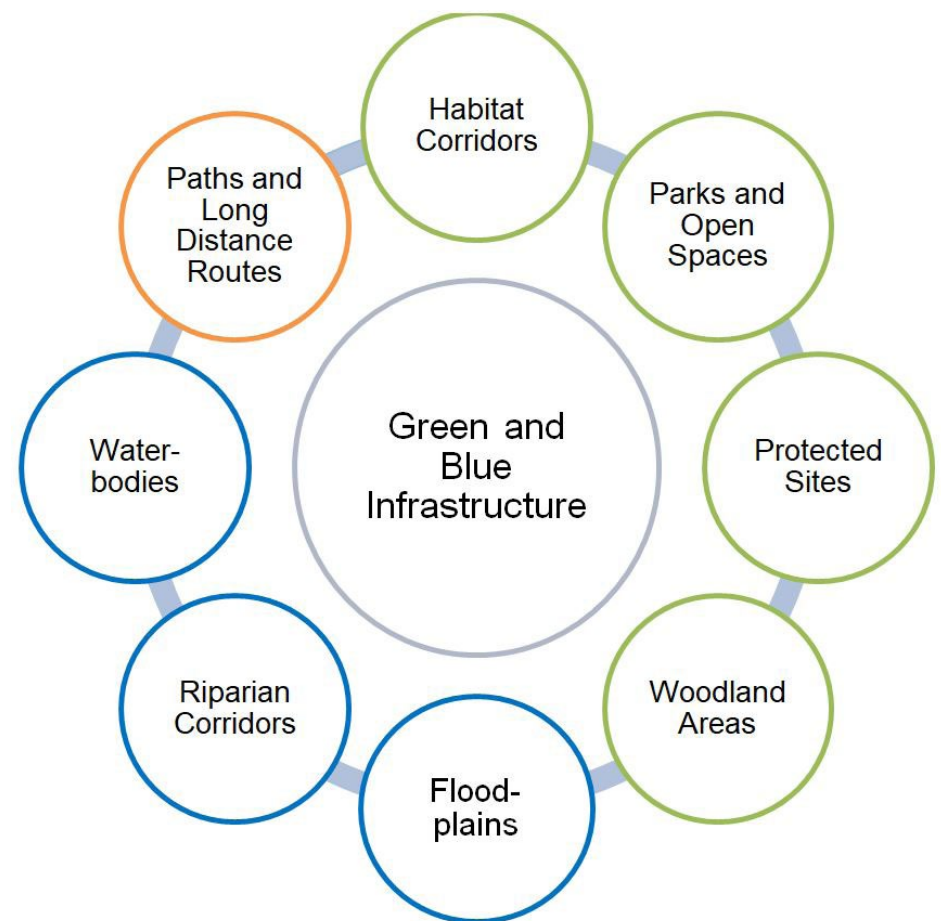 Habitat
Corridors
Parks and
Open
Spaces
Protected
Sites
Woodland
Areas
Flood-
plains
Riparian
Corridors
Water-
bodies
Paths and
Long
Distance
Routes
Green and
Blue
Infrastructure